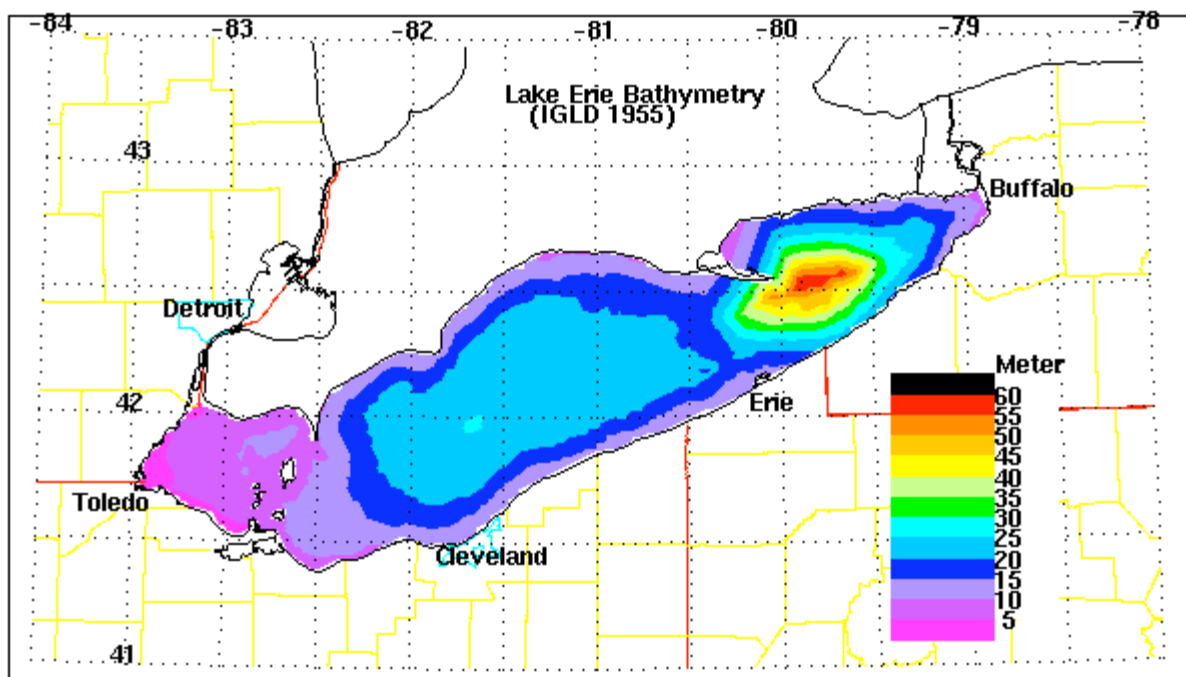 -84 -83 -82 -81 -80 -79 -78
Lake Erie Bathymetry
(IGLD 1955)
43
Buffalo
Detroit
Meter
42
Erie
60
55
50
45
40
35
30
25
20
15
10
5
Toledo
Cleveland
41